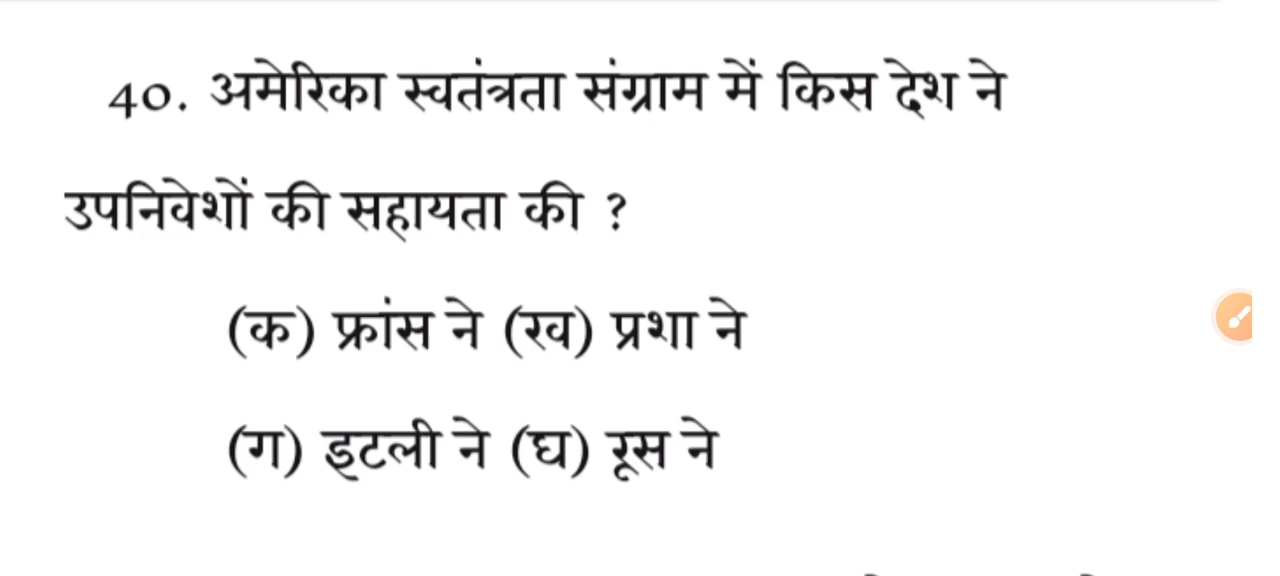 40. अमेरिका स्वतंत्रता संग्राम में किस देश ने
उपनिवेशों की सहायता की ?
(क) फ्रांस ने (ख) प्रशा ने
(ग) इटली ने (घ) रूस ने